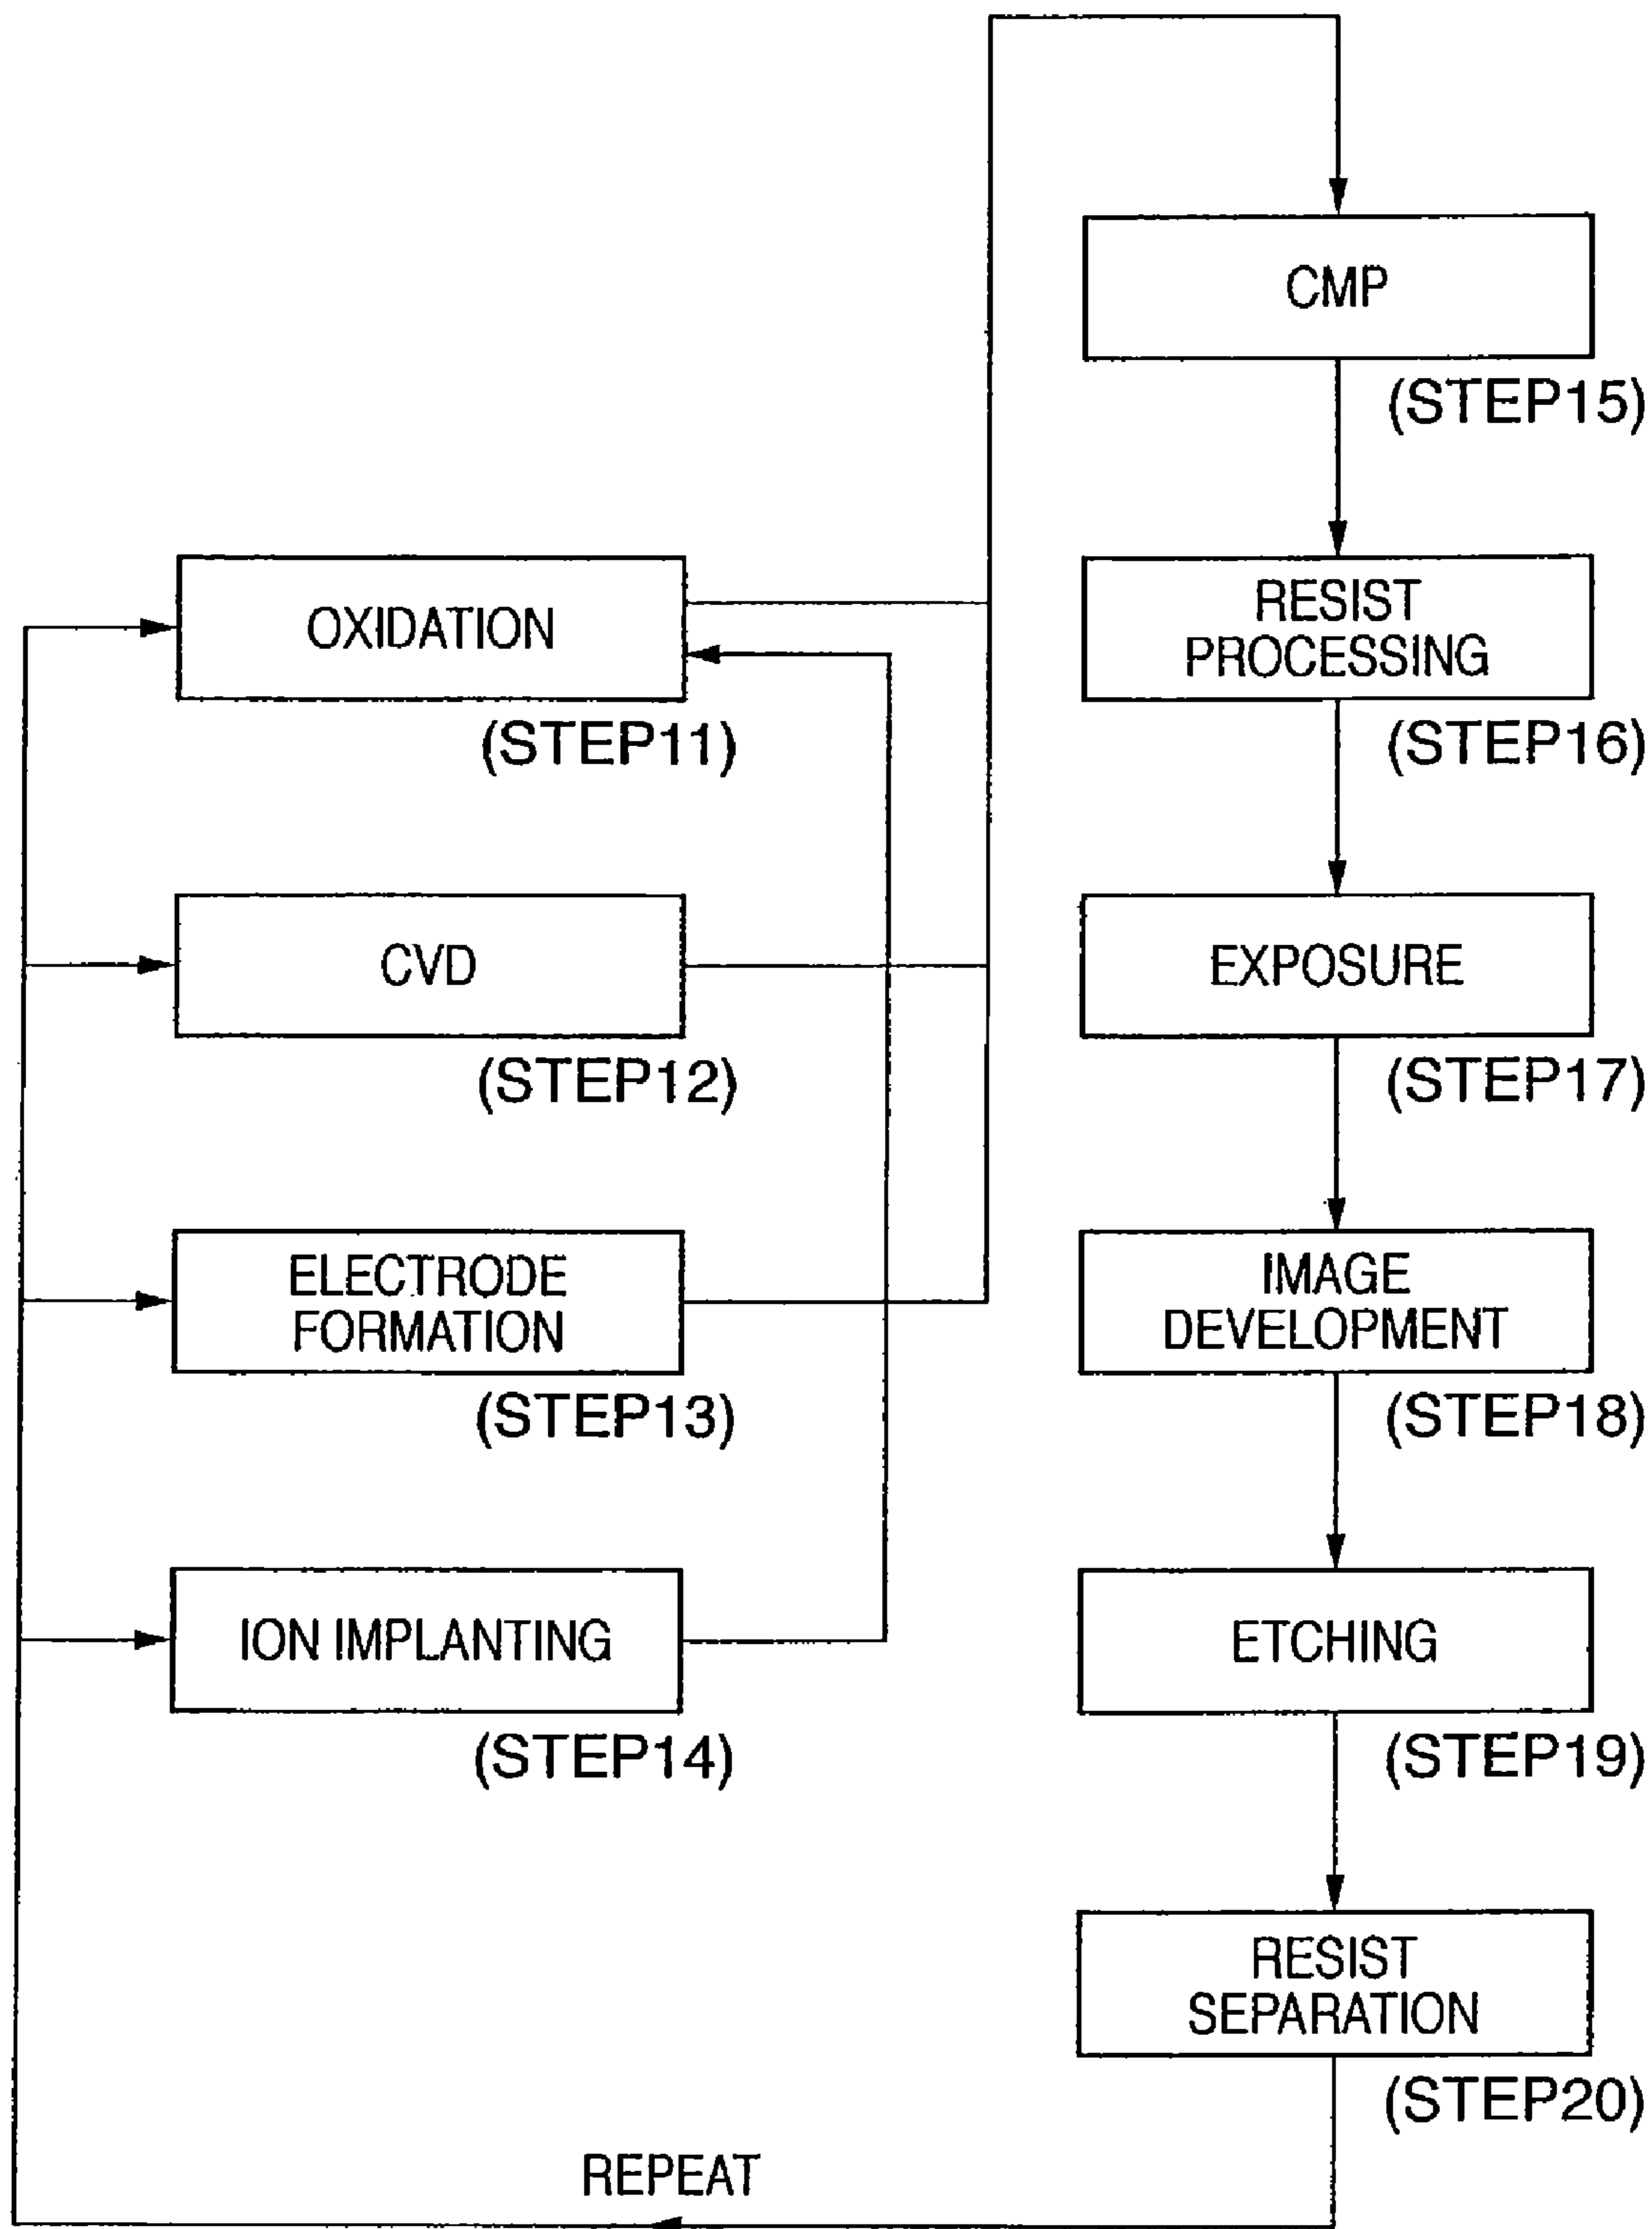 OXIDATION
(STEP11)
CVD
(STEP12)
ELECTRODE
FORMATION
(STEP13)
ION IMPLANTING
(STEP14)
CMP
(STEP15)
RESIST
PROCESSING
(STEP16)
EXPOSURE
(STEP17)
IMAGE
DEVELOPMENT
(STEP18)
ETCHING
(STEP19)
RESIST
SEPARATION
(STEP20)
REPEAT